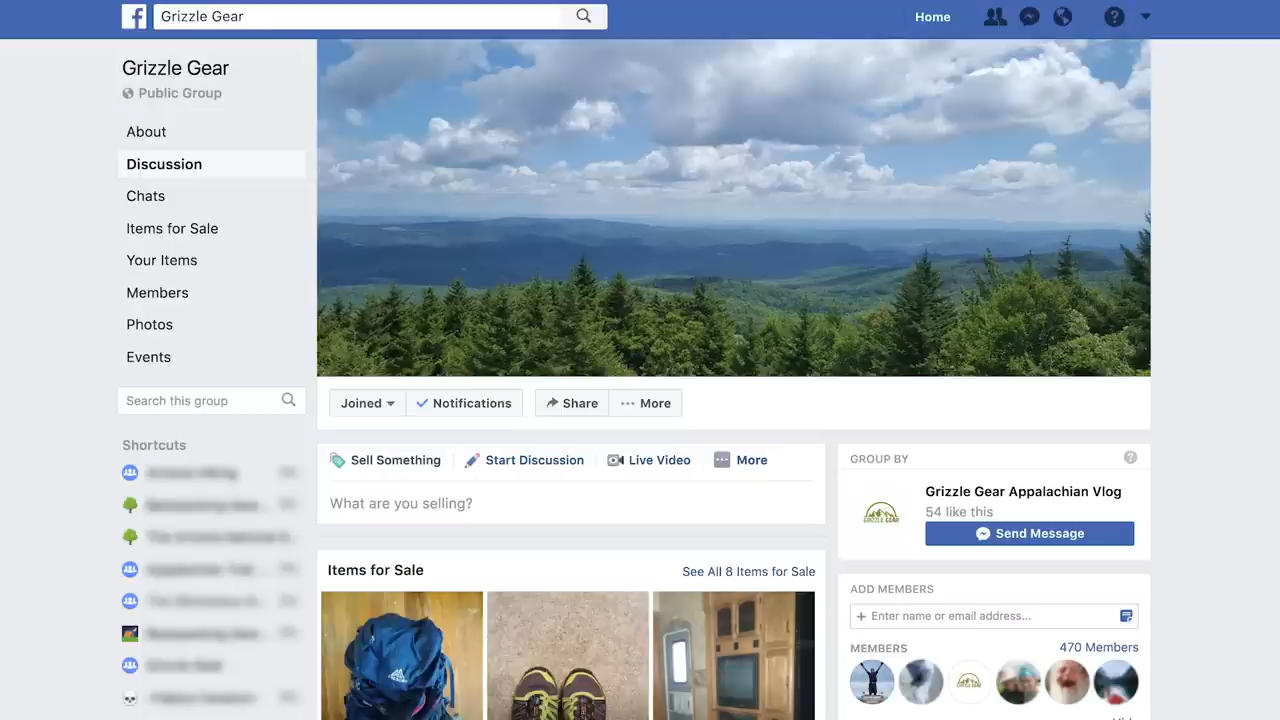 Grizzle Gear
Home
Grizzle Gear
Public Group
About
Discussion
Chats
Items for Sale
Your Items
Members
Photos
Events
Search this group
Shortcuts
Joined
Notifications
Share
More
Sell Something
Start Discussion
Live Video
More
What are you selling?
Items for Sale
See All 8 Items for Sale
GROUP BY
Grizzle Gear Appalachian Vlog
54 like this
GRIZZLE GEAR
Send Message
ADD MEMBERS
+ Enter name or email address...
MEMBERS
470 Members